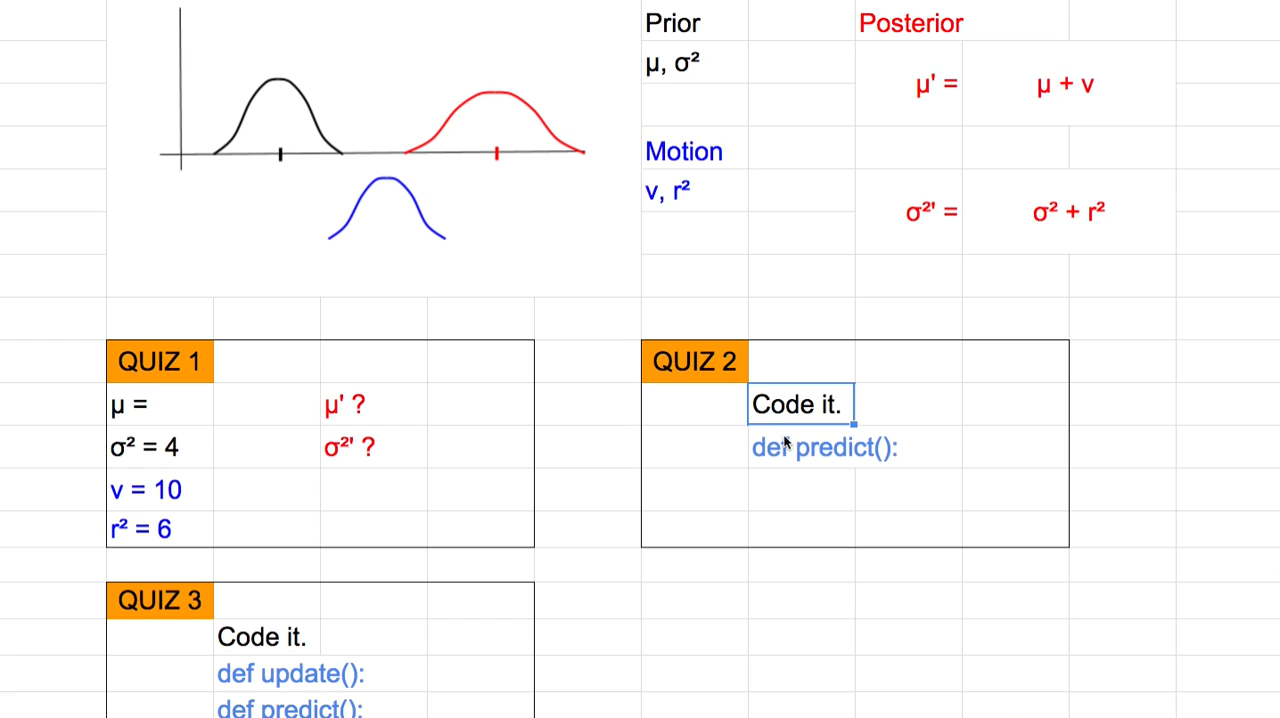 Prior
Posterior
μ, σ²
μ' = μ + v
Motion
v, r²
σ²' = σ² + r²
QUIZ 1
μ =
μ' ?
σ² = 4
σ²' ?
v = 10
r² = 6
QUIZ 2
Code it.
def predict():
QUIZ 3
Code it.
def update():
def predict():